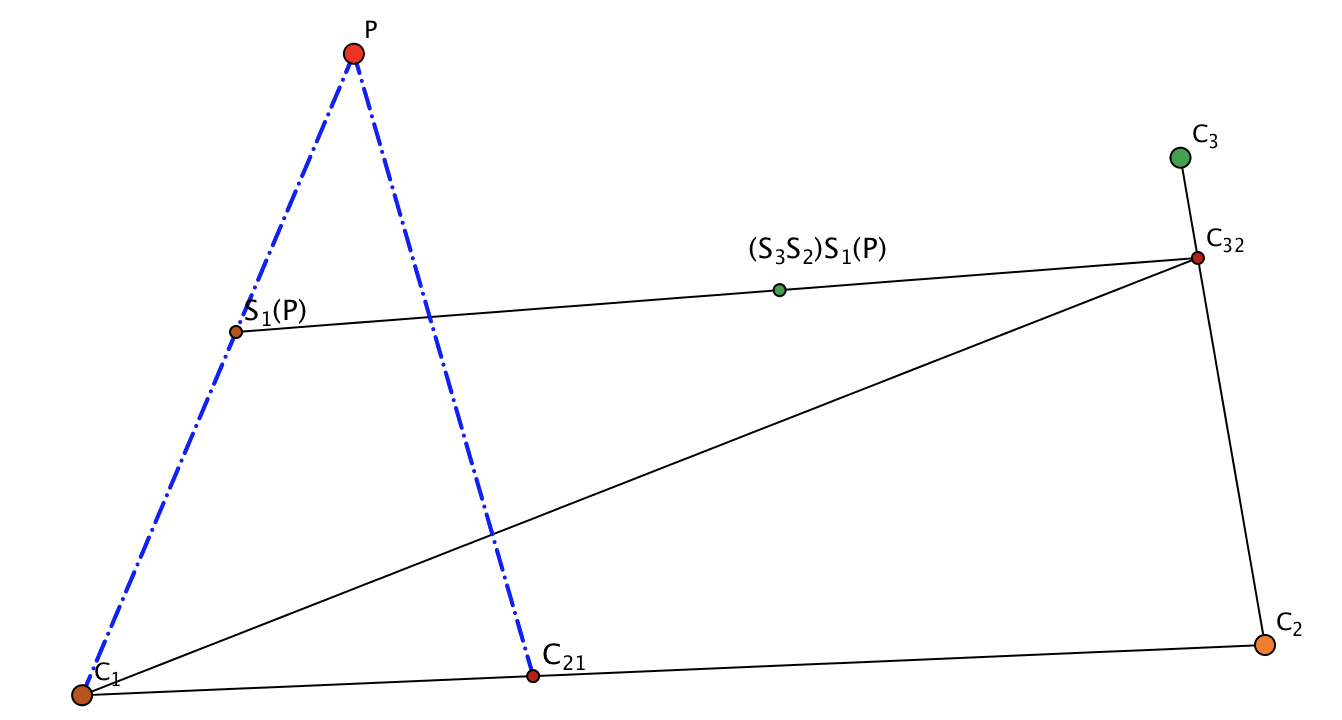 P
C₃
C₃₂
(S₃S₂)S₁(P)
S₁(P)
C₂
C₂₁
C₁